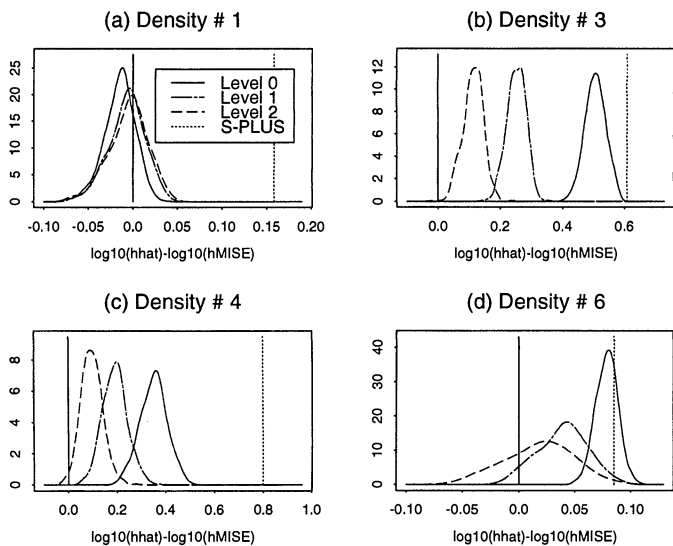 (a) Density # 1
25
20
15
10
5
0
Level 0
Level 1
Level 2
S-PLUS
-0.10 -0.05 0.0 0.05 0.10 0.15 0.20
log10(hhat)-log10(hMISE)
(b) Density # 3
12
10
8
6
4
2
0
0.0 0.2 0.4 0.6
log10(hhat)-log10(hMISE)
(c) Density # 4
8
6
4
2
0
0.0 0.2 0.4 0.6 0.8 1.0
log10(hhat)-log10(hMISE)
(d) Density # 6
40
30
20
10
0
-0.10 -0.05 0.0 0.05 0.10
log10(hhat)-log10(hMISE)